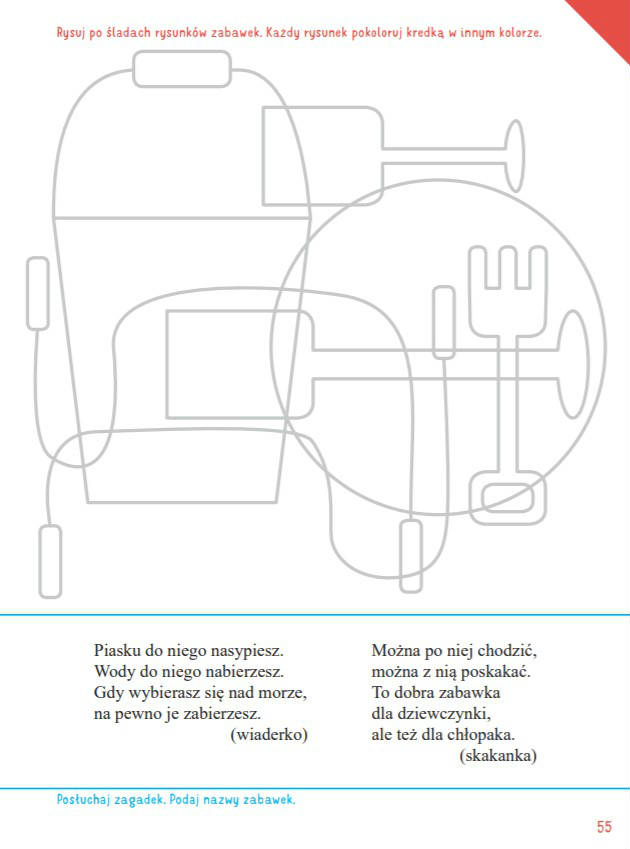 Rysuj po śladach rysunków zabawek. Każdy rysunek pokoloruj kredką w innym kolorze.
Piasku do niego nasypiesz.
Wody do niego nabierzesz.
Gdy wybierasz się nad morze,
na pewno je zabierzesz.
(wiaderko)
Można po niej chodzić,
można z nią poskakać.
To dobra zabawka
dla dziewczynki,
ale też dla chłopaka.
(skakanka)
Posłuchaj zagadek. Podaj nazwy zabawek.
55